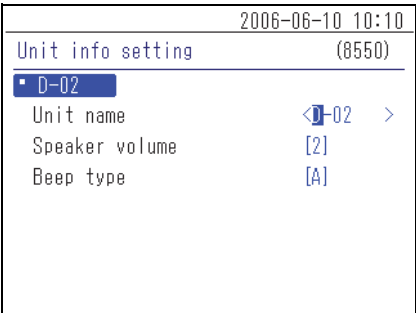 2006-06-10 10:10
Unit info setting (8550)
▪ D-02
Unit name <D-02 >
Speaker volume [2]
Beep type [A]